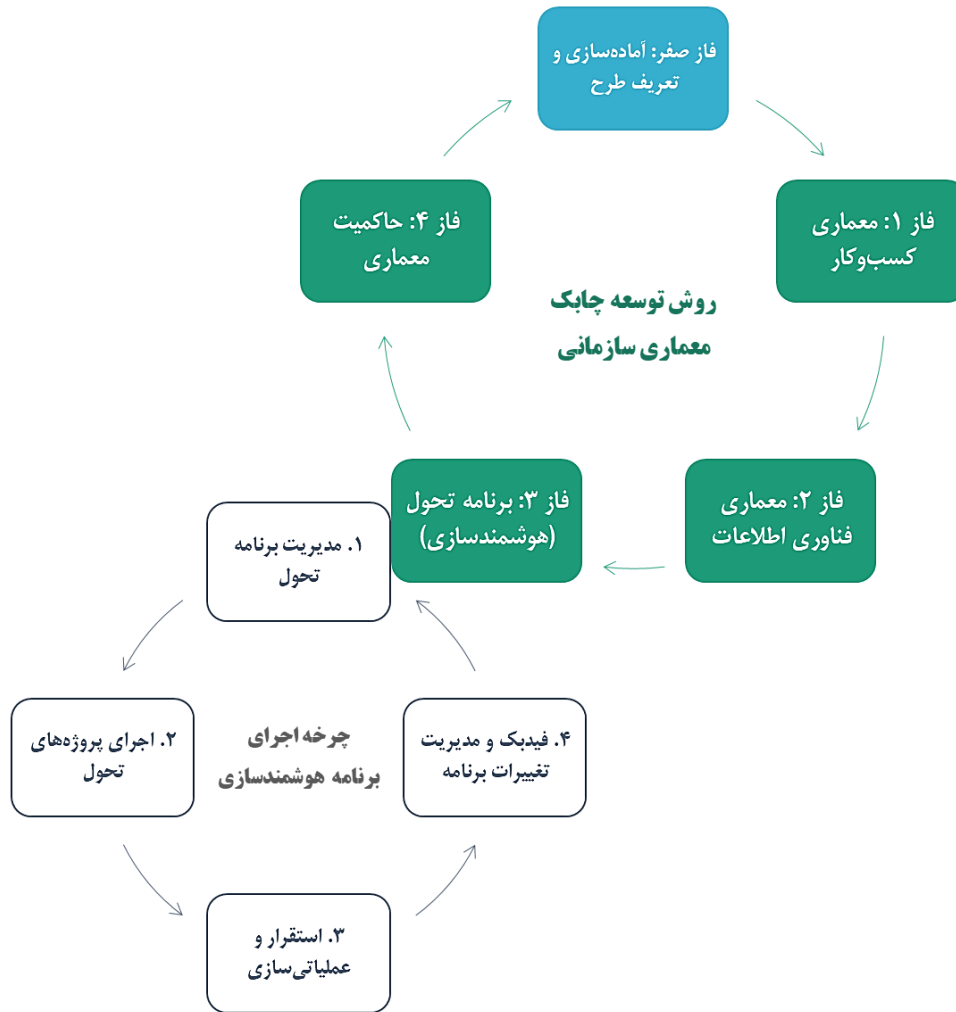 فاز صفر: آماده‌سازی و
تعریف طرح
فاز ۱: معماری
کسب‌وکار
فاز ۴: حاکمیت
معماری
روش توسعه چابک
معماری سازمانی
فاز ۲: معماری
فناوری اطلاعات
فاز ۳: برنامه تحول
(هوشمندسازی)
۱. مدیریت برنامه
تحول
۲. اجرای پروژه‌های
تحول
چرخه اجرای
برنامه هوشمندسازی
۴. فیدبک و مدیریت
تغییرات برنامه
۳. استقرار و
عملیاتی‌سازی